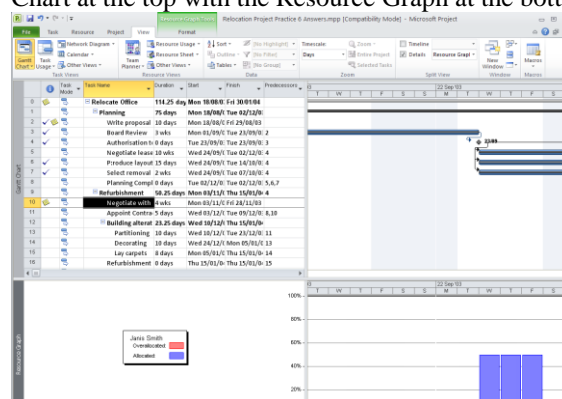 Chart at the top with the Resource Graph at the bott
Resource Graph Tools Relocation Project Practice 6 Answers.mpp [Compatibility Mode] - Microsoft Project
File Task Resource Project View Format
Gantt Chart Task Usage Network Diagram Calendar Other Views Team Planner Resource Usage Resource Sheet Other Views Sort Outline Tables [No Highlight] [No Filter] [No Group] Timescale: Days Zoom Entire Project Selected Tasks Timeline Details Resource Grapl New Window Macros
Task Views Resource Views Data Zoom Split View Window Macros
Task Mode Task Name Duration Start Finish Predecessors 22 Sep '03
T W T F S S M T W T F S
0 Relocate Office 114.25 day Mon 18/08/0 Fri 30/01/04
1 Planning 75 days Mon 18/08/ Tue 02/12/0
2 Write proposal 10 days Mon 18/08/0 Fri 29/08/03
3 Board Review 3 wks Mon 01/09/0 Tue 23/09/0 2
4 Authorisation t 0 days Tue 23/09/0 Tue 23/09/0 3 23/09
5 Negotiate lease 10 wks Wed 24/09/0 Tue 02/12/0 4
6 Produce layout 15 days Wed 24/09/0 Tue 14/10/0 4
7 Select removal 2 wks Wed 24/09/0 Tue 07/10/0 4
8 Planning Compl 0 days Tue 02/12/0 Tue 02/12/0 5,6,7
9 Refurbishment 50.25 days Mon 03/11/0 Thu 15/01/0 4
10 Negotiate with 4 wks Mon 03/11/0 Fri 28/11/03
11 Appoint Contra 5 days Wed 03/12/0 Tue 09/12/0 8,10
12 Building alterat 23.25 days Wed 10/12/0 Thu 15/01/0
13 Partitioning 10 days Wed 10/12/0 Tue 23/12/0 11
14 Decorating 10 days Wed 24/12/0 Mon 05/01/0 13
15 Lay carpets 8 days Mon 05/01/0 Thu 15/01/0 14
16 Refurbishment 0 days Thu 15/01/0 Thu 15/01/0 15
Gantt Chart
22 Sep '03
T W T F S S M T W T F S
100%
80%
60%
40%
20%
Janis Smith
Overallocated:
Allocated:
Resource Graph